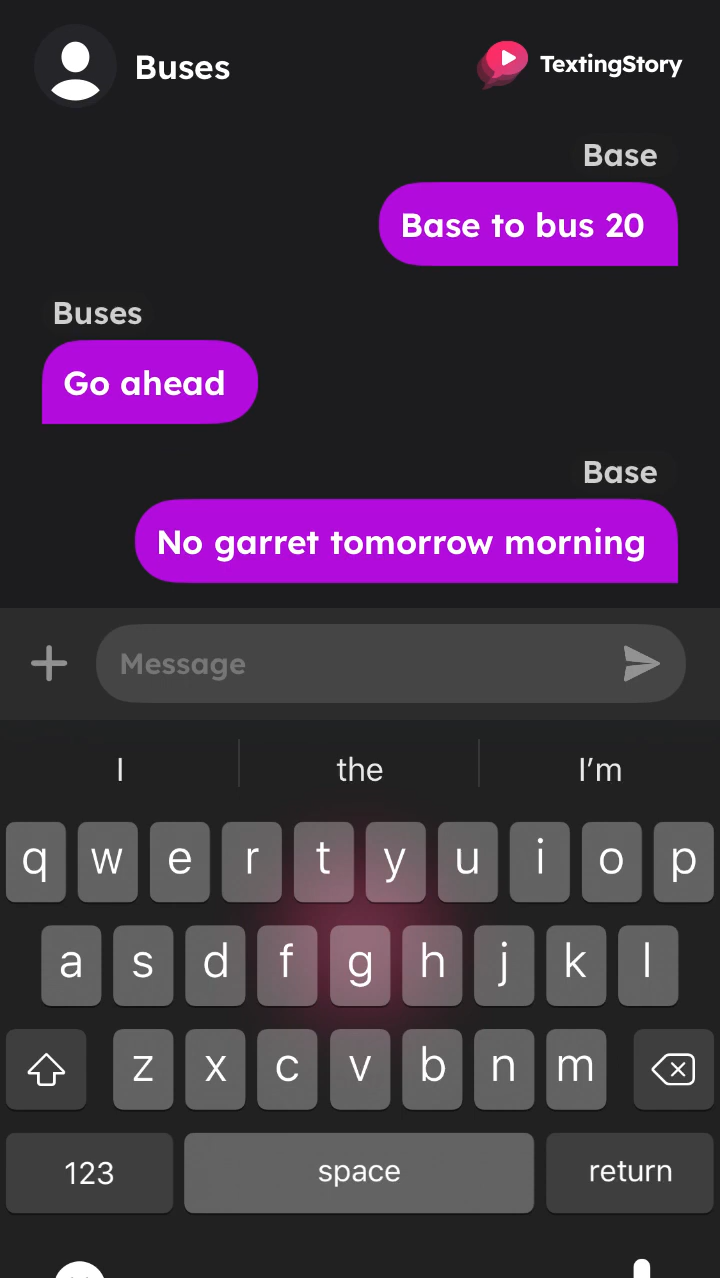 Buses
TextingStory
Base
Base to bus 20
Buses
Go ahead
Base
No garret tomorrow morning
Message
I the I'm
q w e r t y u i o p
a s d f g h j k l
z x c v b n m
123 space return